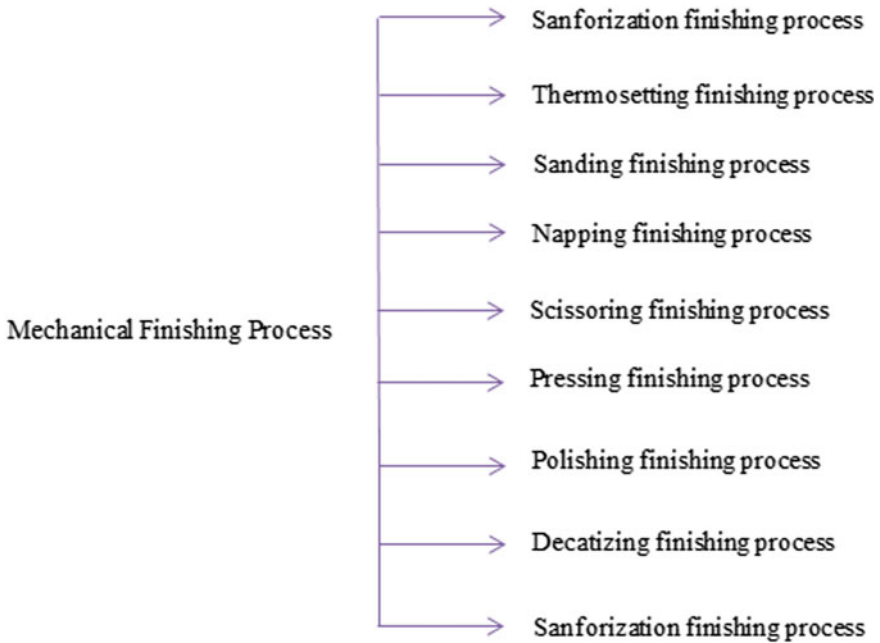 Sanforization finishing process
Thermosetting finishing process
Sanding finishing process
Napping finishing process
Scissoring finishing process
Mechanical Finishing Process
Pressing finishing process
Polishing finishing process
Decatizing finishing process
Sanforization finishing process